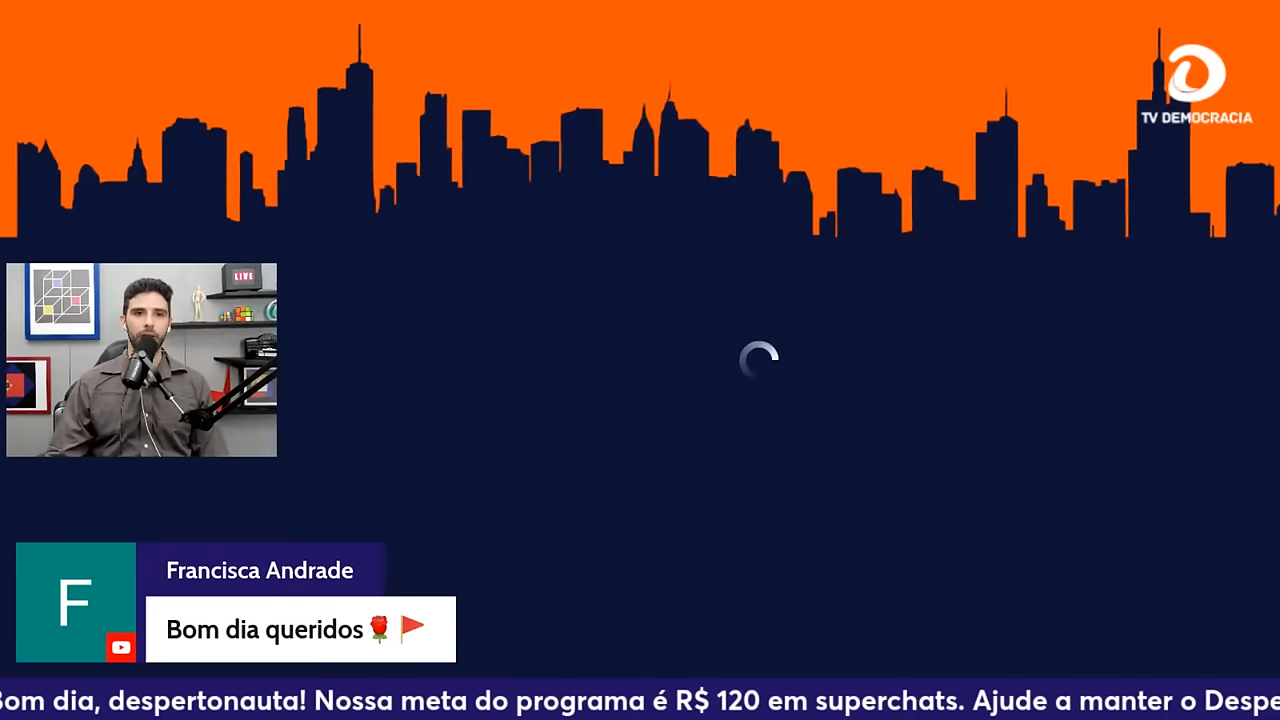 TV DEMOCRACIA
LIVE
F
Francisca Andrade
Bom dia queridos🌹🚩
Bom dia, despertonauta! Nossa meta do programa é R$ 120 em superchats. Ajude a manter o Despe